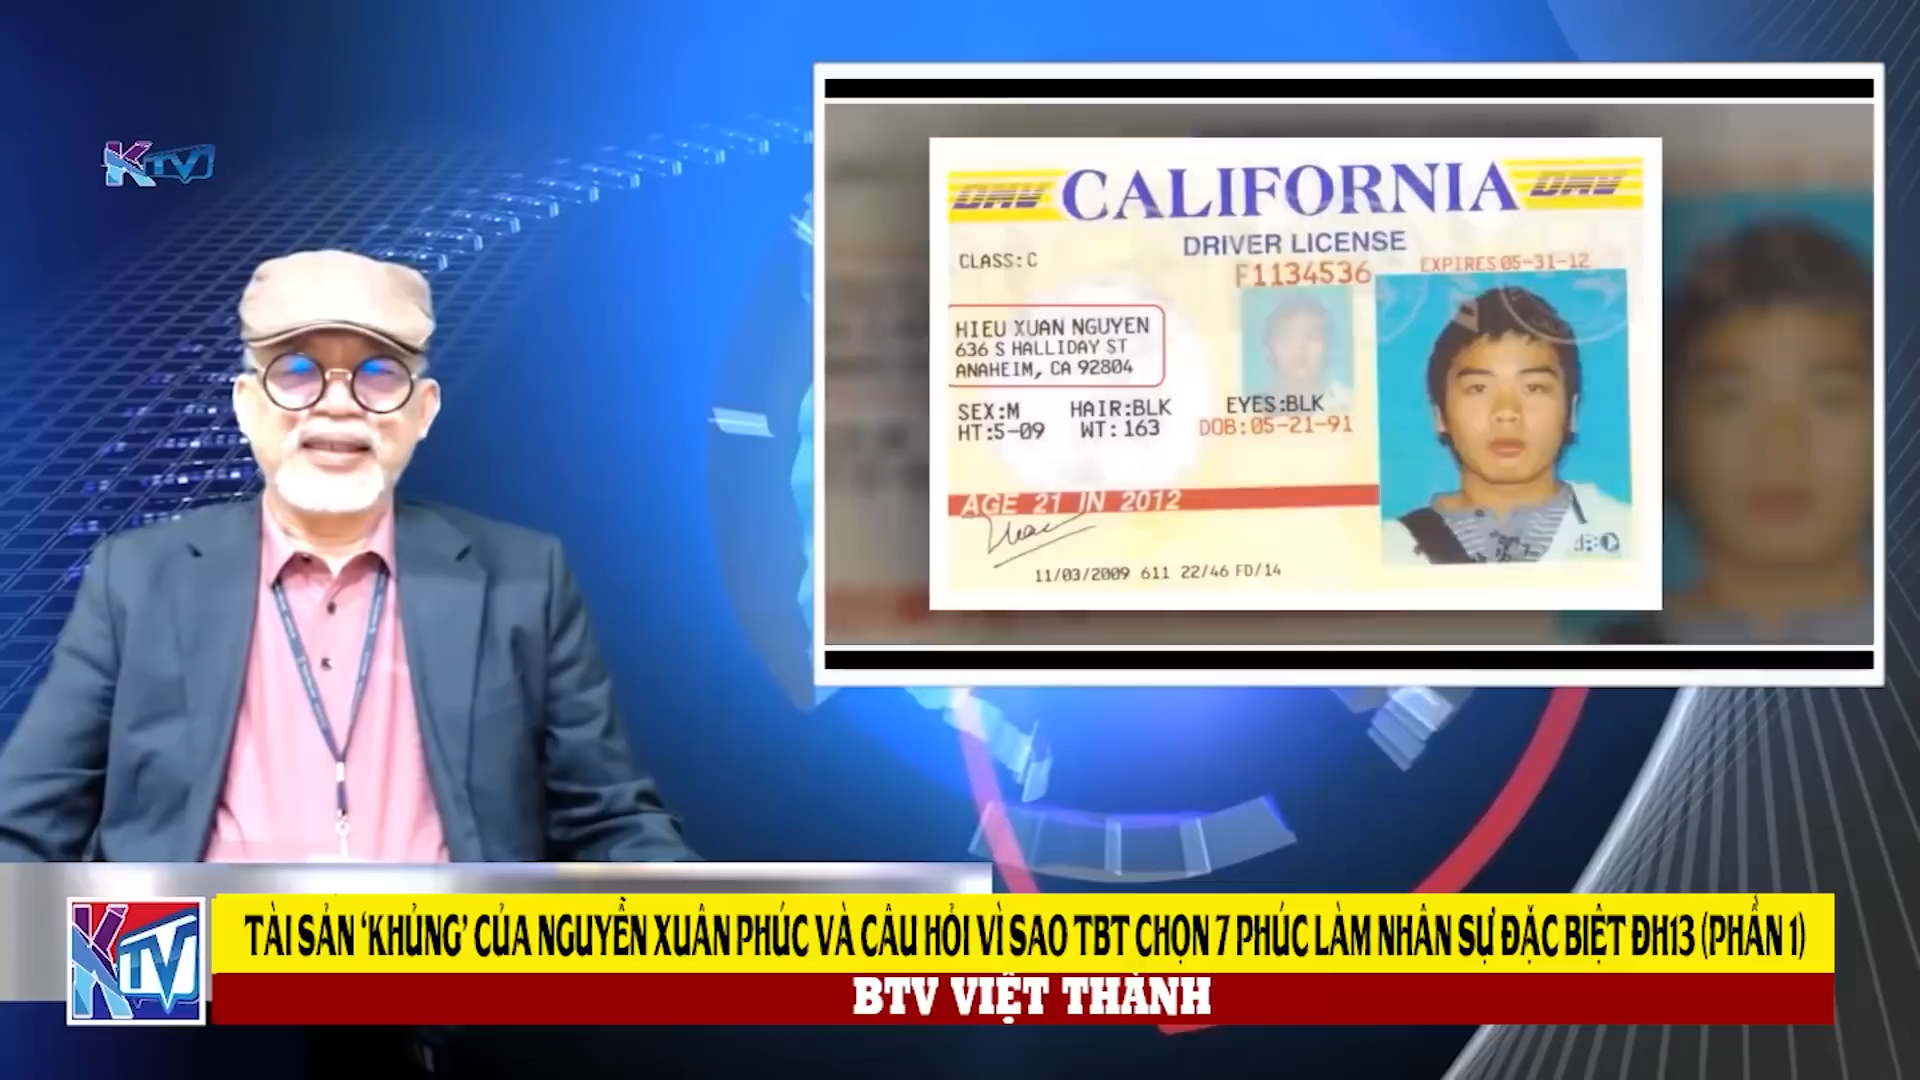 KTV
DMV CALIFORNIA DMV
DRIVER LICENSE
CLASS:C
F1134536
EXPIRES 05-31-12
HIEU XUAN NGUYEN
636 S HALLIDAY ST
ANAHEIM, CA 92804
SEX:M HAIR:BLK EYES:BLK
HT:5-09 WT:163 DOB:05-21-91
AGE 21 IN 2012
11/03/2009 611 22/46 FD/14
KTV
TÀI SẢN ‘KHỦNG’ CỦA NGUYỄN XUÂN PHÚC VÀ CÂU HỎI VÌ SAO TBT CHỌN 7 PHÚC LÀM NHÂN SỰ ĐẶC BIỆT ĐH13 (PHẦN 1)
BTV VIỆT THÀNH